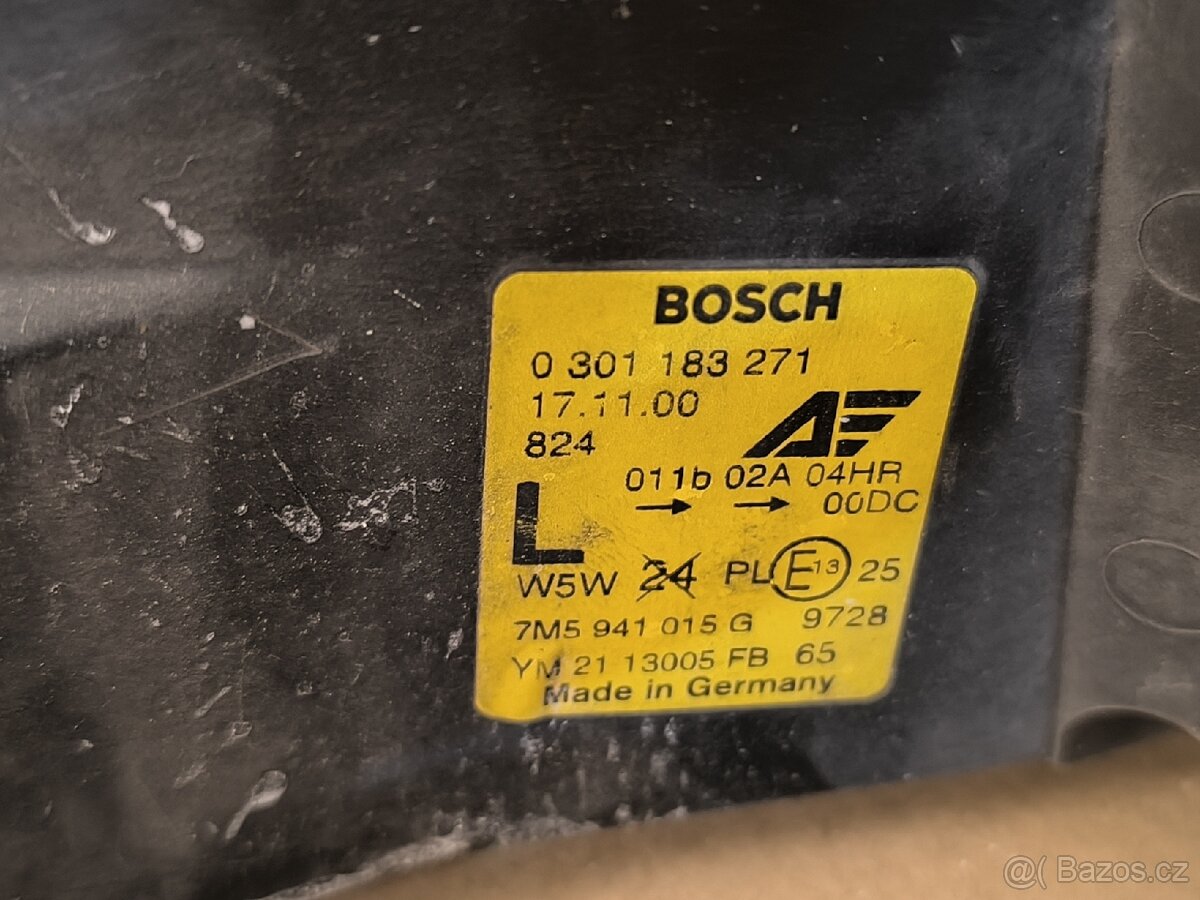 BOSCH
0 301 183 271
17.11.00
824
AF
011b 02A 04HR
→ → 00DC
L
W5W 24 PL E13 25
7M5 941 015 G 9728
YM 21 13005 FB 65
Made in Germany
@( Bazos.cz